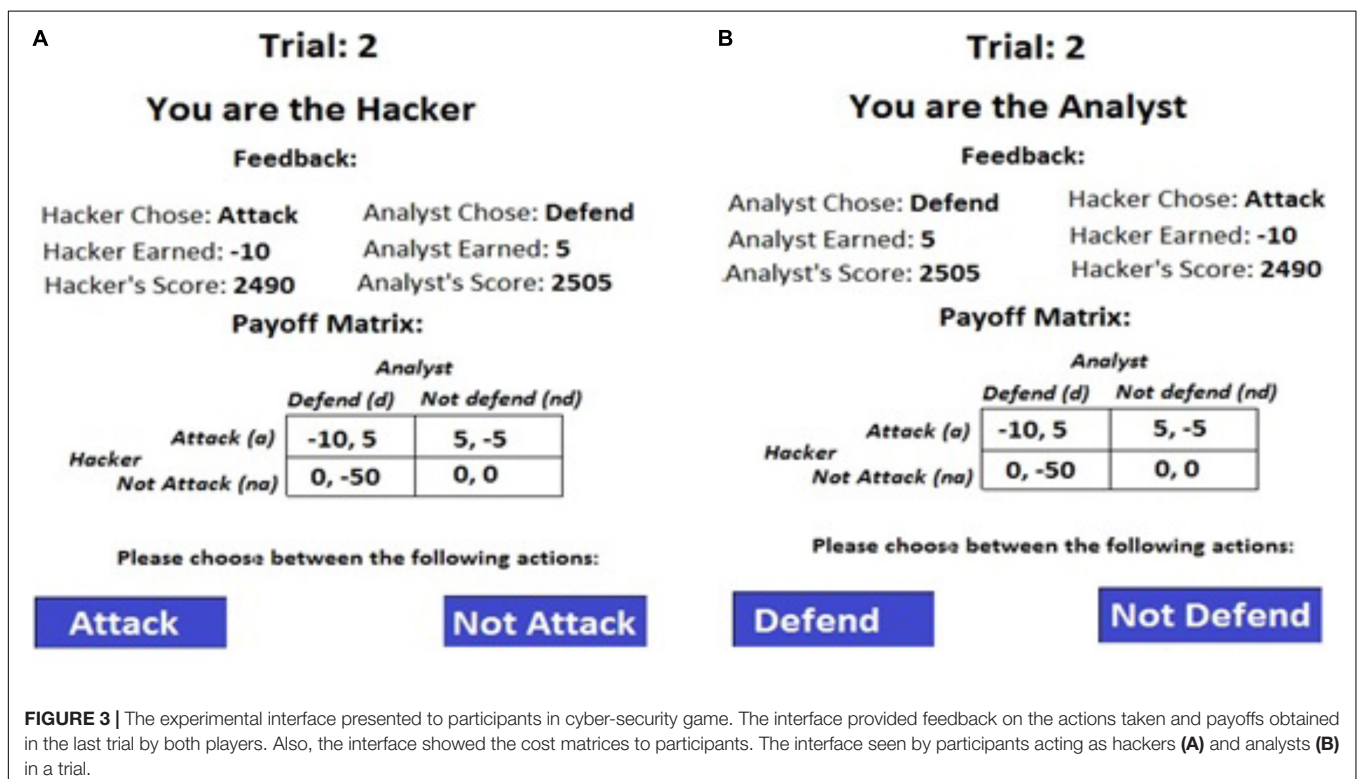 A
Trial: 2
You are the Hacker
Feedback:
Hacker Chose: Attack Analyst Chose: Defend
Hacker Earned: -10 Analyst Earned: 5
Hacker's Score: 2490 Analyst's Score: 2505
Payoff Matrix:
Analyst
Defend (d) Not defend (nd)
Attack (a) -10, 5 5, -5
Hacker
Not Attack (na) 0, -50 0, 0
Please choose between the following actions:
Attack Not Attack
B
Trial: 2
You are the Analyst
Feedback:
Analyst Chose: Defend Hacker Chose: Attack
Analyst Earned: 5 Hacker Earned: -10
Analyst's Score: 2505 Hacker's Score: 2490
Payoff Matrix:
Analyst
Defend (d) Not defend (nd)
Attack (a) -10, 5 5, -5
Hacker
Not Attack (na) 0, -50 0, 0
Please choose between the following actions:
Defend Not Defend
FIGURE 3 | The experimental interface presented to participants in cyber-security game. The interface provided feedback on the actions taken and payoffs obtained
in the last trial by both players. Also, the interface showed the cost matrices to participants. The interface seen by participants acting as hackers (A) and analysts (B)
in a trial.